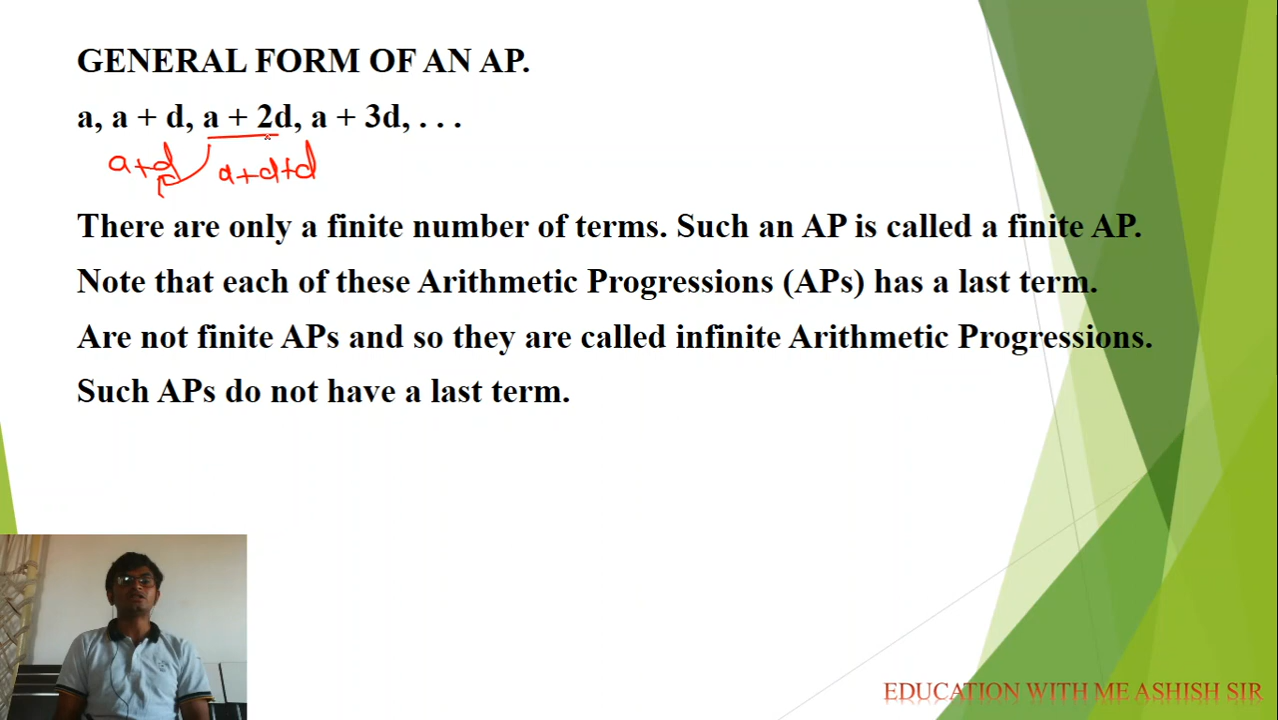 GENERAL FORM OF AN AP.
a, a + d, a + 2d, a + 3d, . . .
a+d a+d+d
There are only a finite number of terms. Such an AP is called a finite AP.
Note that each of these Arithmetic Progressions (APs) has a last term.
Are not finite APs and so they are called infinite Arithmetic Progressions.
Such APs do not have a last term.
EDUCATION WITH ME ASHISH SIR